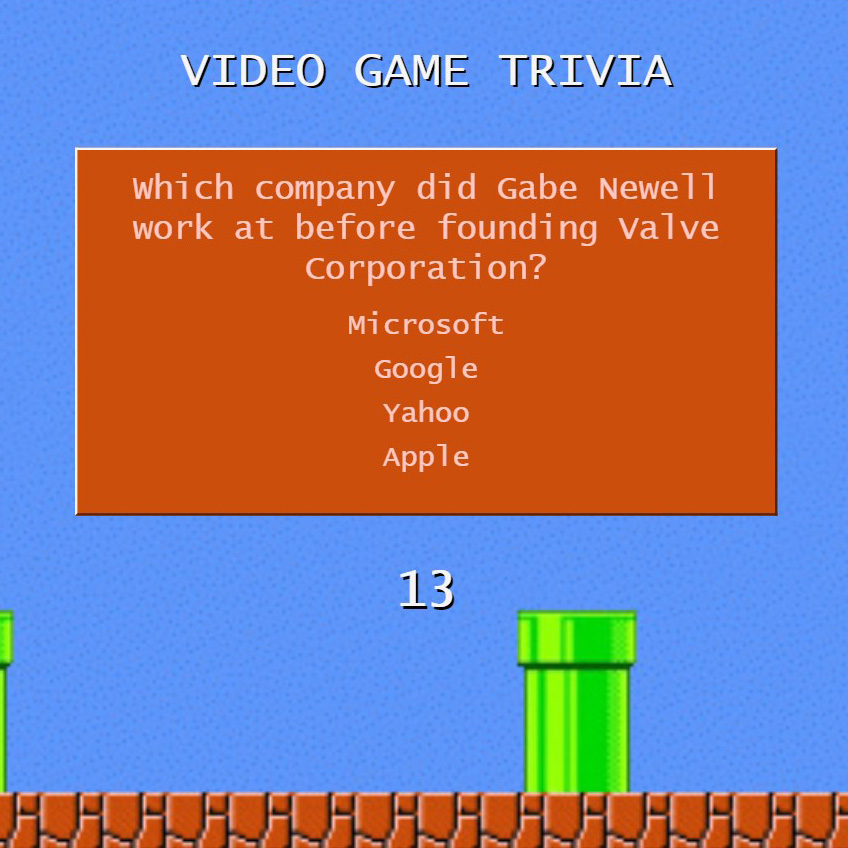 VIDEO GAME TRIVIA
Which company did Gabe Newell
work at before founding Valve
Corporation?
Microsoft
Google
Yahoo
Apple
13